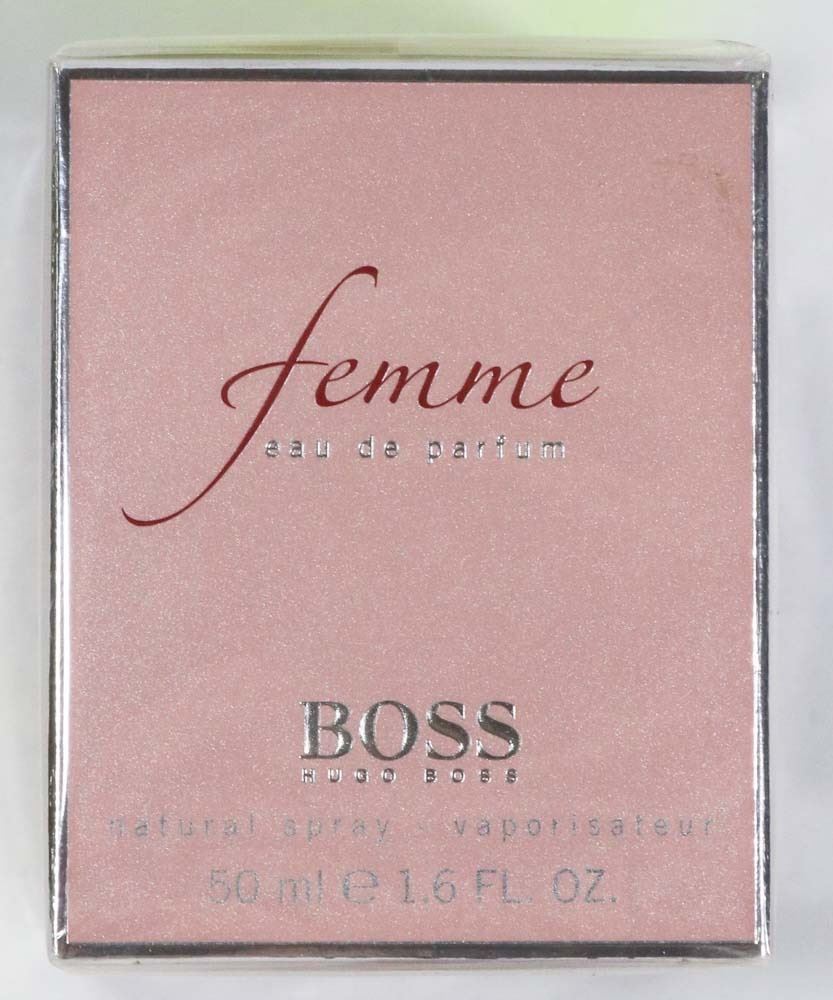 femme
eau de parfum
BOSS
HUGO BOSS
natural spray - vaporisateur
50 ml ℮ 1.6 FL. OZ.